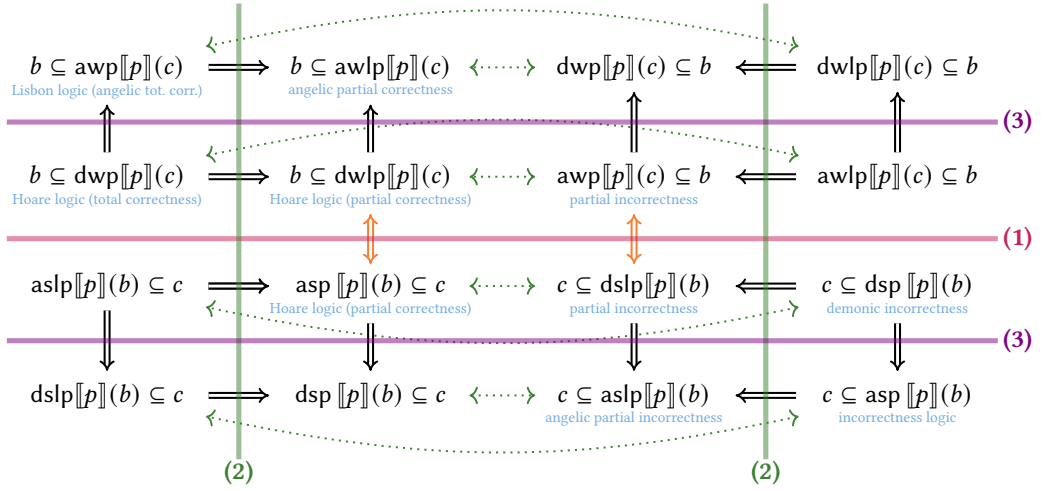 b ⊆ awp⟦p⟧(c) b ⊆ awlp⟦p⟧(c) dwp⟦p⟧(c) ⊆ b dwlp⟦p⟧(c) ⊆ b
Lisbon logic (angelic tot. corr.) angelic partial correctness
(3)
b ⊆ dwp⟦p⟧(c) b ⊆ dwlp⟦p⟧(c) awp⟦p⟧(c) ⊆ b awlp⟦p⟧(c) ⊆ b
Hoare logic (total correctness) Hoare logic (partial correctness) partial incorrectness
(1)
aslp⟦p⟧(b) ⊆ c asp ⟦p⟧(b) ⊆ c c ⊆ dslp⟦p⟧(b) c ⊆ dsp ⟦p⟧(b)
Hoare logic (partial correctness) partial incorrectness demonic incorrectness
(3)
dslp⟦p⟧(b) ⊆ c dsp ⟦p⟧(b) ⊆ c c ⊆ aslp⟦p⟧(b) c ⊆ asp ⟦p⟧(b)
angelic partial incorrectness incorrectness logic
(2) (2)